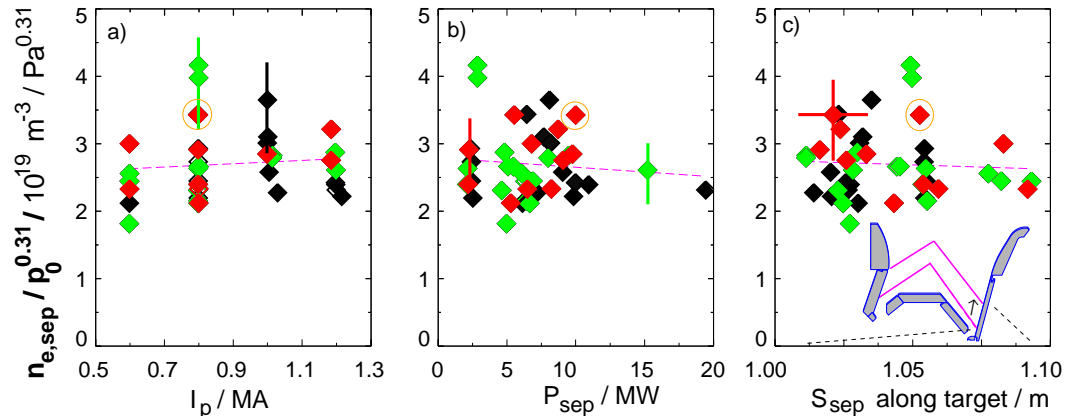 n_e,sep / p_0^0.31 / 10^19 m^-3 / Pa^0.31
a)
5
4
3
2
1
0
0.5 0.7 0.9 1.1 1.3
I_p / MA
b)
5
4
3
2
1
0
0 5 10 15 20
P_sep / MW
c)
5
4
3
2
1
0
1.00 1.05 1.10
S_sep along target / m